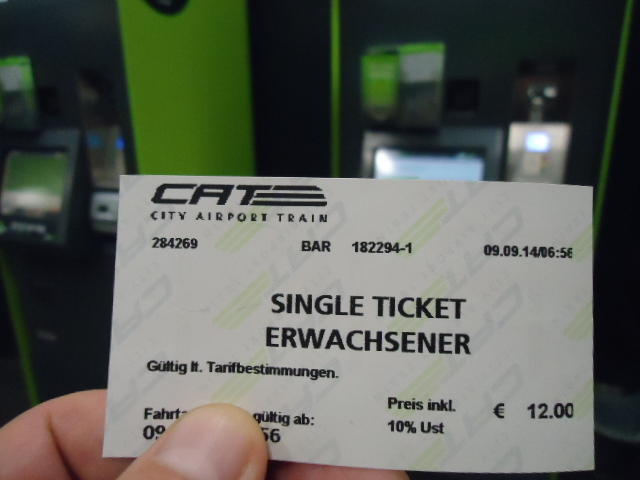 CAT
CITY AIRPORT TRAIN
284269 BAR 182294-1 09.09.14/06:56
SINGLE TICKET
ERWACHSENER
Gültig lt. Tarifbestimmungen.
gültig ab:
Preis inkl. € 12.00
10% Ust